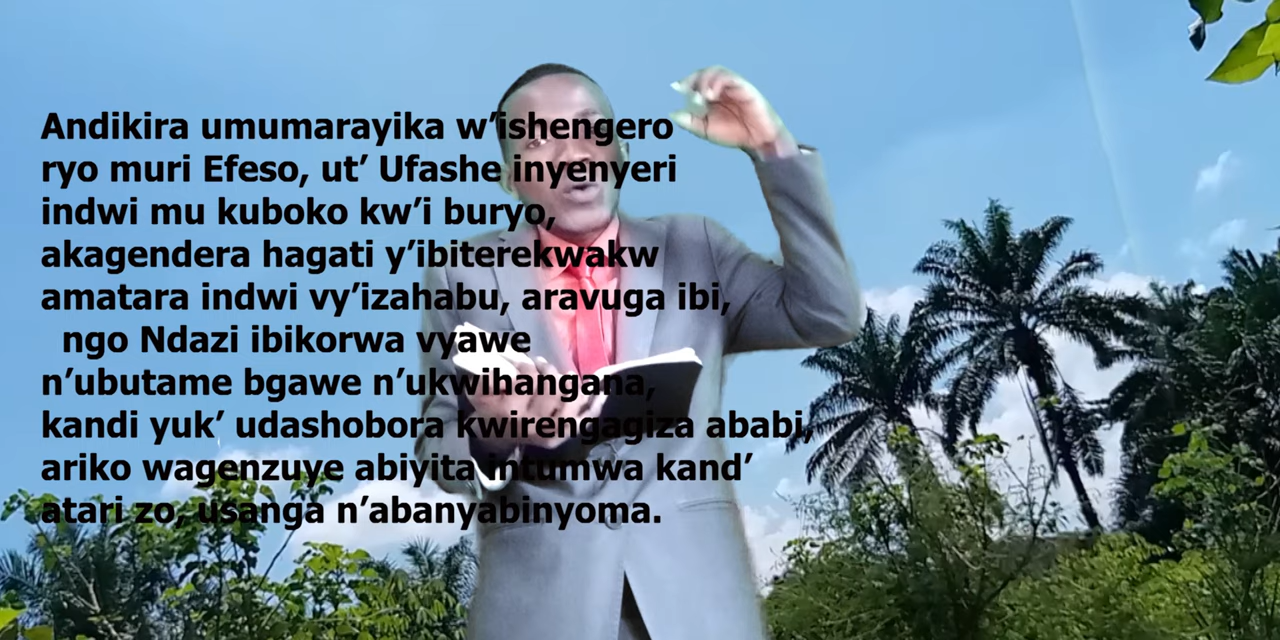 Andikira umumarayika w’ishengero
ryo muri Efeso, ut’ Ufashe inyenyeri
indwi mu kuboko kw’i buryo,
akagendera hagati y’ibiterekwakw
amatara indwi vy’izahabu, aravuga ibi,
ngo Ndazi ibikorwa vyawe
n’ubutame bgawe n’ukwihangana,
kandi yuk’ udashobora kwirengagiza ababi,
ariko wagenzuye abiyita intumwa kand’
atari zo, usanga n’abanyabinyoma.